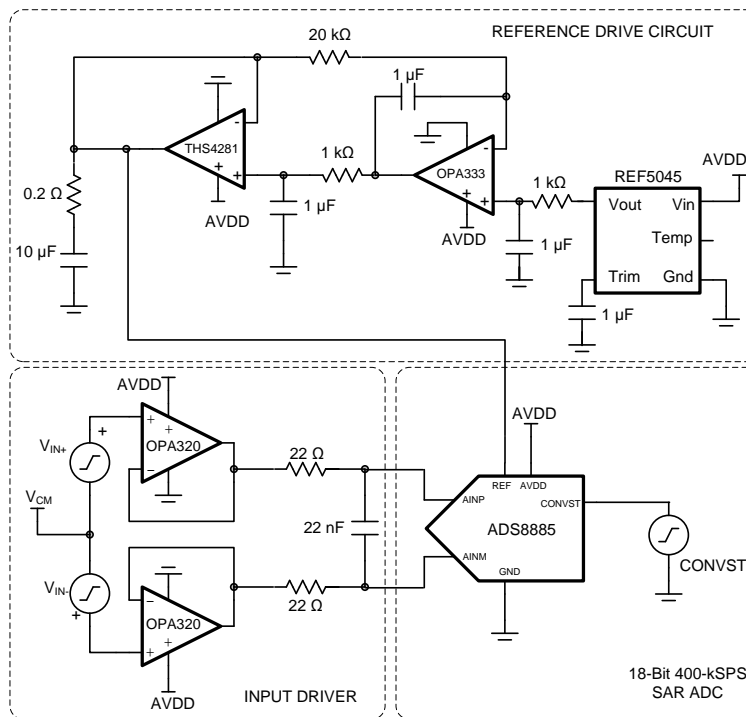 REFERENCE DRIVE CIRCUIT
20 kΩ
1 µF
-
THS4281
+
+
AVDD
1 kΩ
1 µF
-
OPA333
+
+
AVDD
1 kΩ
1 µF
REF5045
AVDD
Vout
Vin
Temp
Trim
Gnd
1 µF
0.2 Ω
10 µF
AVDD
+
VIN+
+
+
OPA320
−
22 Ω
VCM
22 nF
VIN-
+
−
OPA320
+
+
22 Ω
AVDD
INPUT DRIVER
AVDD
REF
AVDD
CONVST
AINP
ADS8885
AINM
GND
CONVST
18-Bit 400-kSPS
SAR ADC